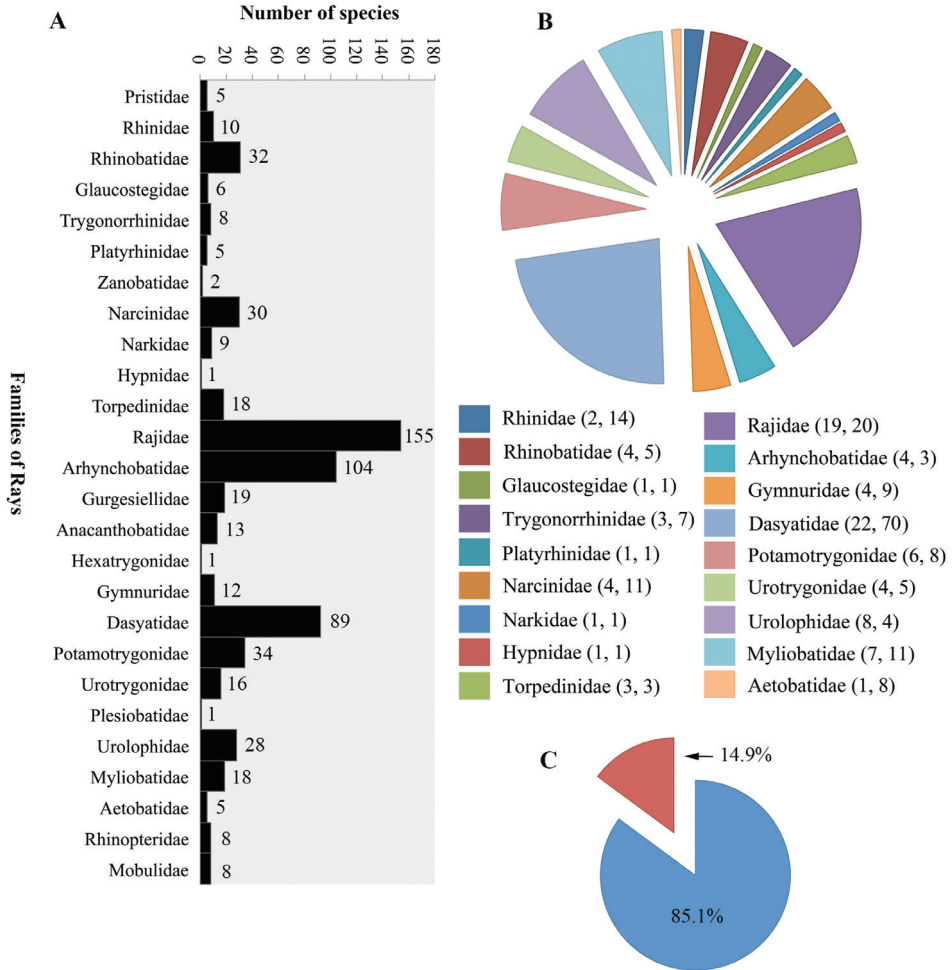 A
Number of species
0 20 40 60 80 100 120 140 160 180
Families of Rays
Pristidae 5
Rhinidae 10
Rhinobatidae 32
Glaucostegidae 6
Trygonorrhinidae 8
Platyrhinidae 5
Zanobatidae 2
Narcinidae 30
Narkidae 9
Hypnidae 1
Torpedinidae 18
Rajidae 155
Arhynchobatidae 104
Gurgesiellidae 19
Anacanthobatidae 13
Hexatrygonidae 1
Gymnuridae 12
Dasyatidae 89
Potamotrygonidae 34
Urotrygonidae 16
Plesiobatidae 1
Urolophidae 28
Myliobatidae 18
Aetobatidae 5
Rhinopteridae 8
Mobulidae 8
B
Rhinidae (2, 14)
Rhinobatidae (4, 5)
Glaucostegidae (1, 1)
Trygonorrhinidae (3, 7)
Platyrhinidae (1, 1)
Narcinidae (4, 11)
Narkidae (1, 1)
Hypnidae (1, 1)
Torpedinidae (3, 3)
Rajidae (19, 20)
Arhynchobatidae (4, 3)
Gymnuridae (4, 9)
Dasyatidae (22, 70)
Potamotrygonidae (6, 8)
Urotrygonidae (4, 5)
Urolophidae (8, 4)
Myliobatidae (7, 11)
Aetobatidae (1, 8)
C
14.9%
85.1%